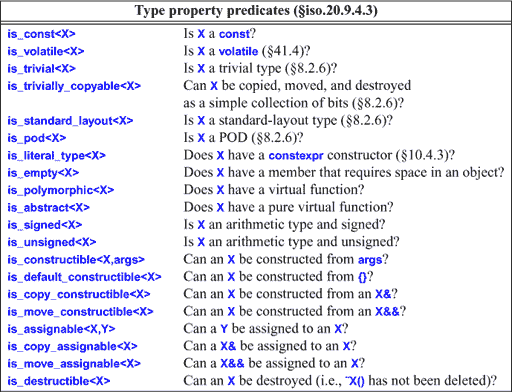 Type property predicates (§iso.20.9.4.3)
is_const<X> Is X a const?
is_volatile<X> Is X a volatile (§41.4)?
is_trivial<X> Is X a trivial type (§8.2.6)?
is_trivially_copyable<X> Can X be copied, moved, and destroyed
as a simple collection of bits (§8.2.6)?
is_standard_layout<X> Is X a standard-layout type (§8.2.6)?
is_pod<X> Is X a POD (§8.2.6)?
is_literal_type<X> Does X have a constexpr constructor (§10.4.3)?
is_empty<X> Does X have a member that requires space in an object?
is_polymorphic<X> Does X have a virtual function?
is_abstract<X> Does X have a pure virtual function?
is_signed<X> Is X an arithmetic type and signed?
is_unsigned<X> Is X an arithmetic type and unsigned?
is_constructible<X,args> Can an X be constructed from args?
is_default_constructible<X> Can an X be constructed from {}?
is_copy_constructible<X> Can an X be constructed from an X&?
is_move_constructible<X> Can an X be constructed from an X&&?
is_assignable<X,Y> Can a Y be assigned to an X?
is_copy_assignable<X> Can a X& be assigned to an X?
is_move_assignable<X> Can a X&& be assigned to an X?
is_destructible<X> Can an X be destroyed (i.e., ~X() has not been deleted)?